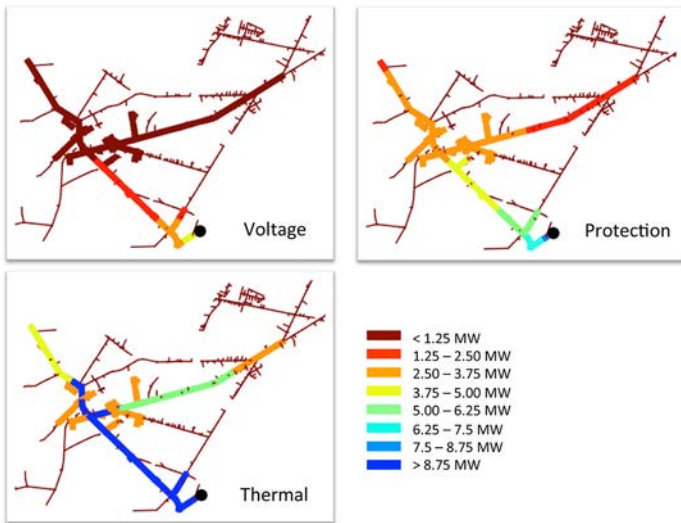 Voltage
Protection
Thermal
< 1.25 MW
1.25 – 2.50 MW
2.50 – 3.75 MW
3.75 – 5.00 MW
5.00 – 6.25 MW
6.25 – 7.5 MW
7.5 – 8.75 MW
> 8.75 MW